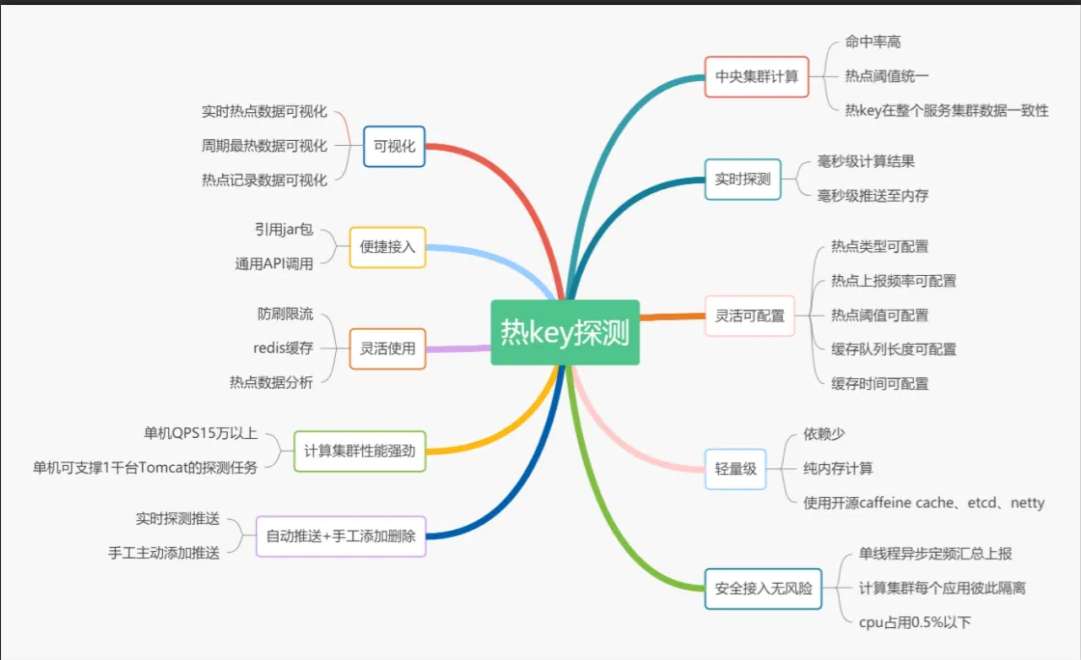 热key探测
可视化
实时热点数据可视化
周期最热数据可视化
热点记录数据可视化
便捷接入
引用jar包
通用API调用
灵活使用
防刷限流
redis缓存
热点数据分析
计算集群性能强劲
单机QPS15万以上
单机可支撑1千台Tomcat的探测任务
自动推送+手工添加删除
实时探测推送
手工主动添加推送
中央集群计算
命中率高
热点阈值统一
热key在整个服务集群数据一致性
实时探测
毫秒级计算结果
毫秒级推送至内存
灵活可配置
热点类型可配置
热点上报频率可配置
热点阈值可配置
缓存队列长度可配置
缓存时间可配置
轻量级
依赖少
纯内存计算
使用开源caffeine cache、etcd、netty
安全接入无风险
单线程异步定频汇总上报
计算集群每个应用彼此隔离
cpu占用0.5%以下